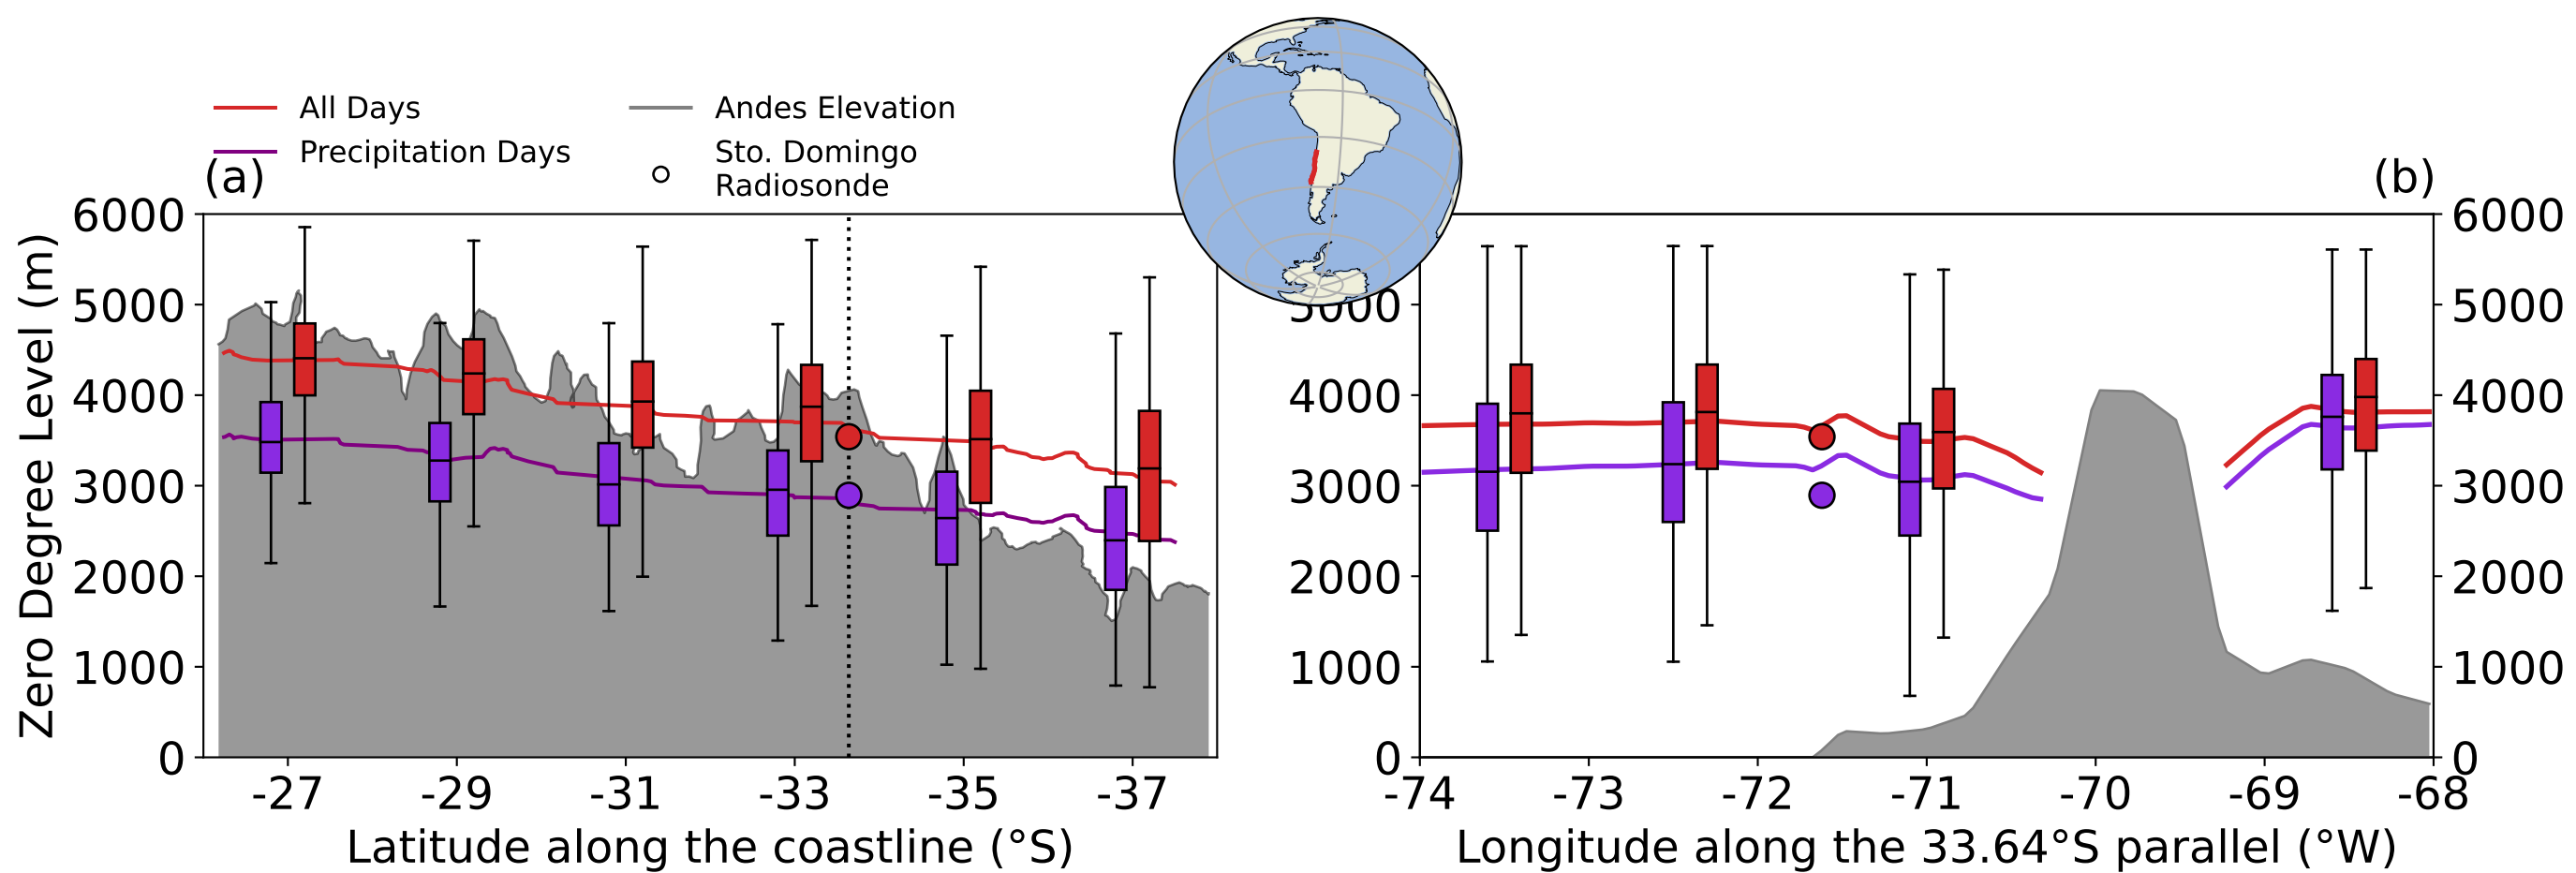 All Days
Precipitation Days
Andes Elevation
Sto. Domingo
Radiosonde
(a)
(b)
Zero Degree Level (m)
6000
5000
4000
3000
2000
1000
0
-27 -29 -31 -33 -35 -37
Latitude along the coastline (°S)
5000
4000
3000
2000
1000
0
6000
5000
4000
3000
2000
1000
0
-74 -73 -72 -71 -70 -69 -68
Longitude along the 33.64°S parallel (°W)